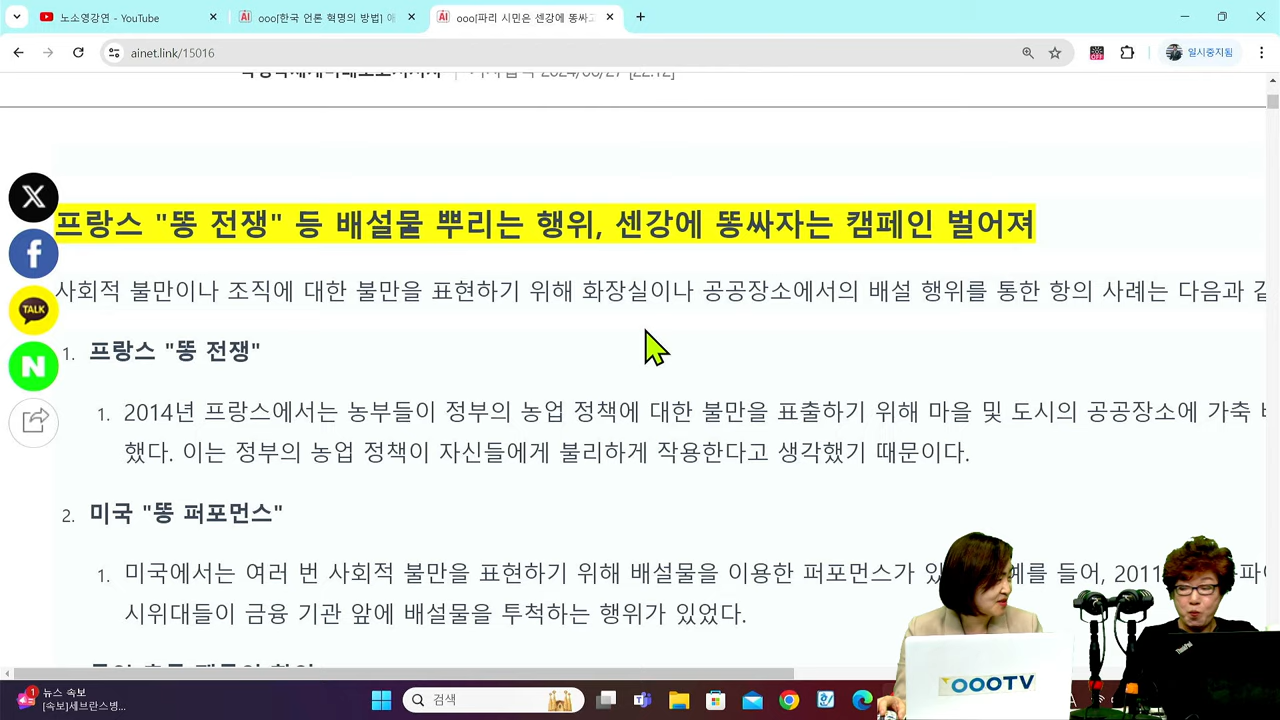 노소영강연 - YouTube
ooo[한국 언론 혁명의 방법]
ooo[파리 시민은 센강에 똥싸
ainet.link/15016
일시중지됨
OFF
프랑스 "똥 전쟁" 등 배설물 뿌리는 행위, 센강에 똥싸자는 캠페인 벌어져
사회적 불만이나 조직에 대한 불만을 표현하기 위해 화장실이나 공공장소에서의 배설 행위를 통한 항의 사례는 다음과
TALK
N
1. 프랑스 "똥 전쟁"
1. 2014년 프랑스에서는 농부들이 정부의 농업 정책에 대한 불만을 표출하기 위해 마을 및 도시의 공공장소에 가축
했다. 이는 정부의 농업 정책이 자신들에게 불리하게 작용한다고 생각했기 때문이다.
2. 미국 "똥 퍼포먼스"
1. 미국에서는 여러 번 사회적 불만을 표현하기 위해 배설물을 이용한 퍼포먼스가 예를 들어, 2011
시위대들이 금융 기관 앞에 배설물을 투척하는 행위가 있었다.
OOOTV
ThinkPad
1
뉴스 속보
[속보]세브란스병...
검색